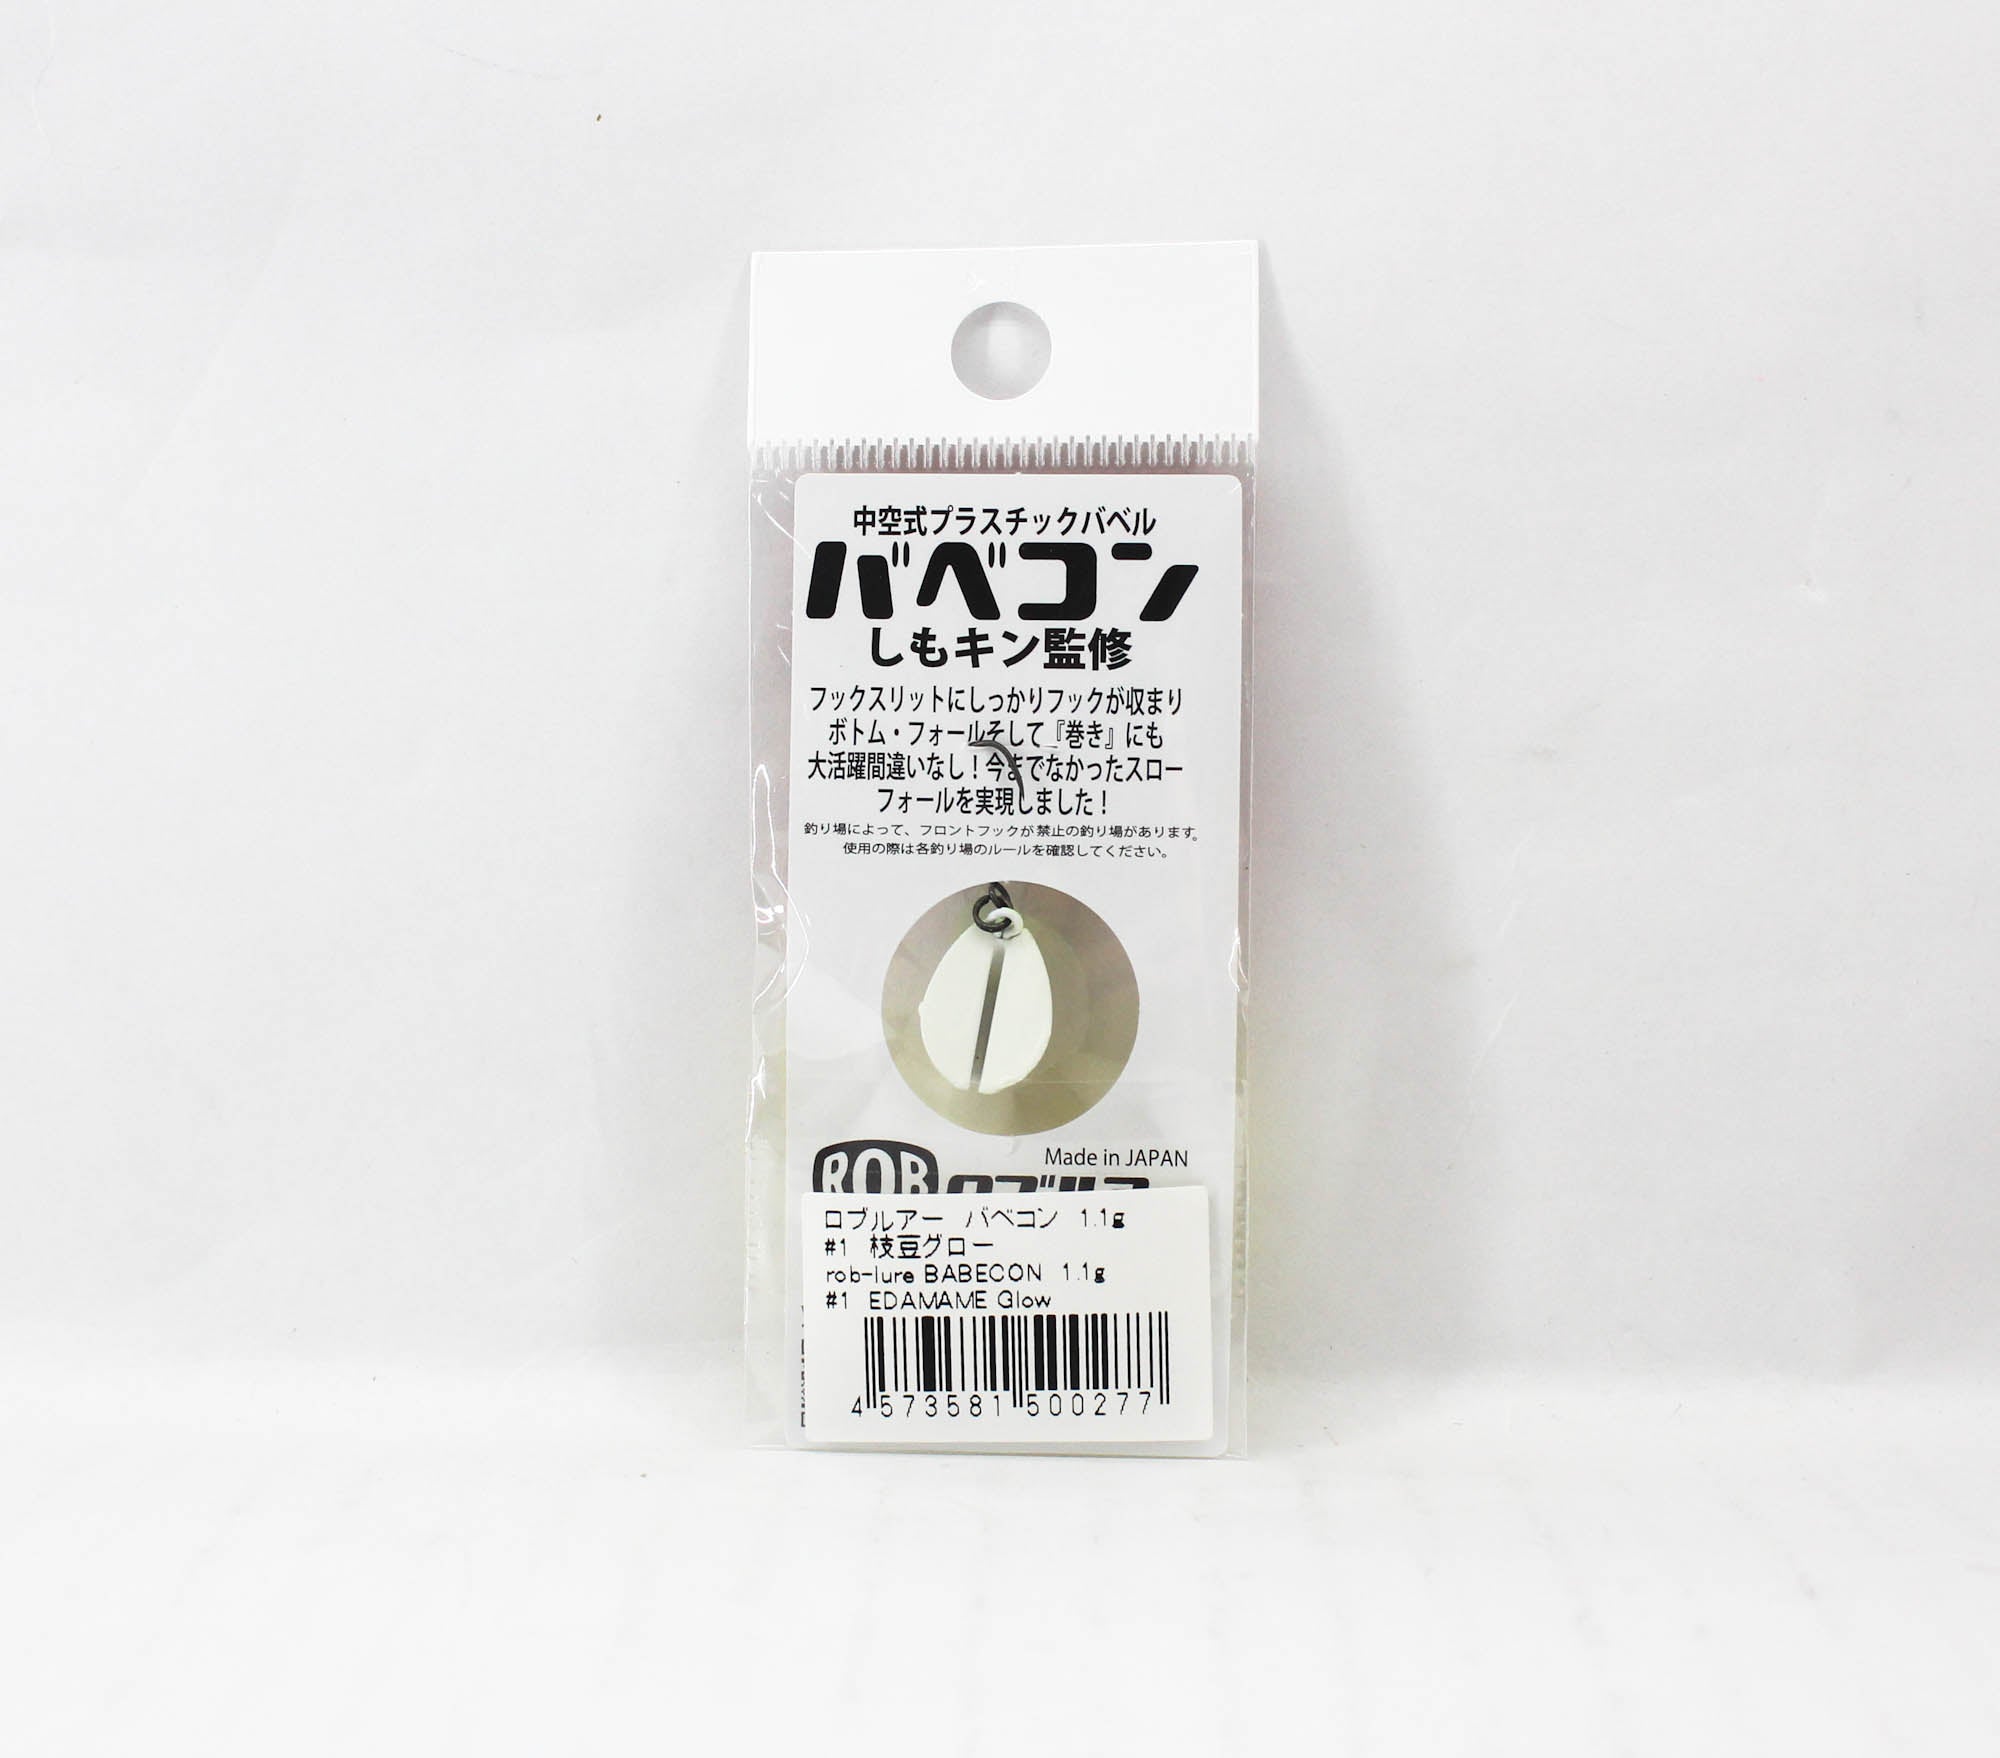 中空式プラスチックバベル
バベコン
しもキン監修
フックスリットにしっかりフックが収まり
ボトム・フォールそして『巻き』にも
大活躍間違いなし！今までなかったスロー
フォールを実現しました！
釣り場によって、フロントフックが禁止の釣り場があります。
使用の際は各釣り場のルールを確認してください。
Made in JAPAN
ROB ロブルアー
ロブルアー バベコン 1.1g
#1 枝豆グロー
rob-lure BABECON 1.1g
#1 EDAMAME Glow
4 573581 500277